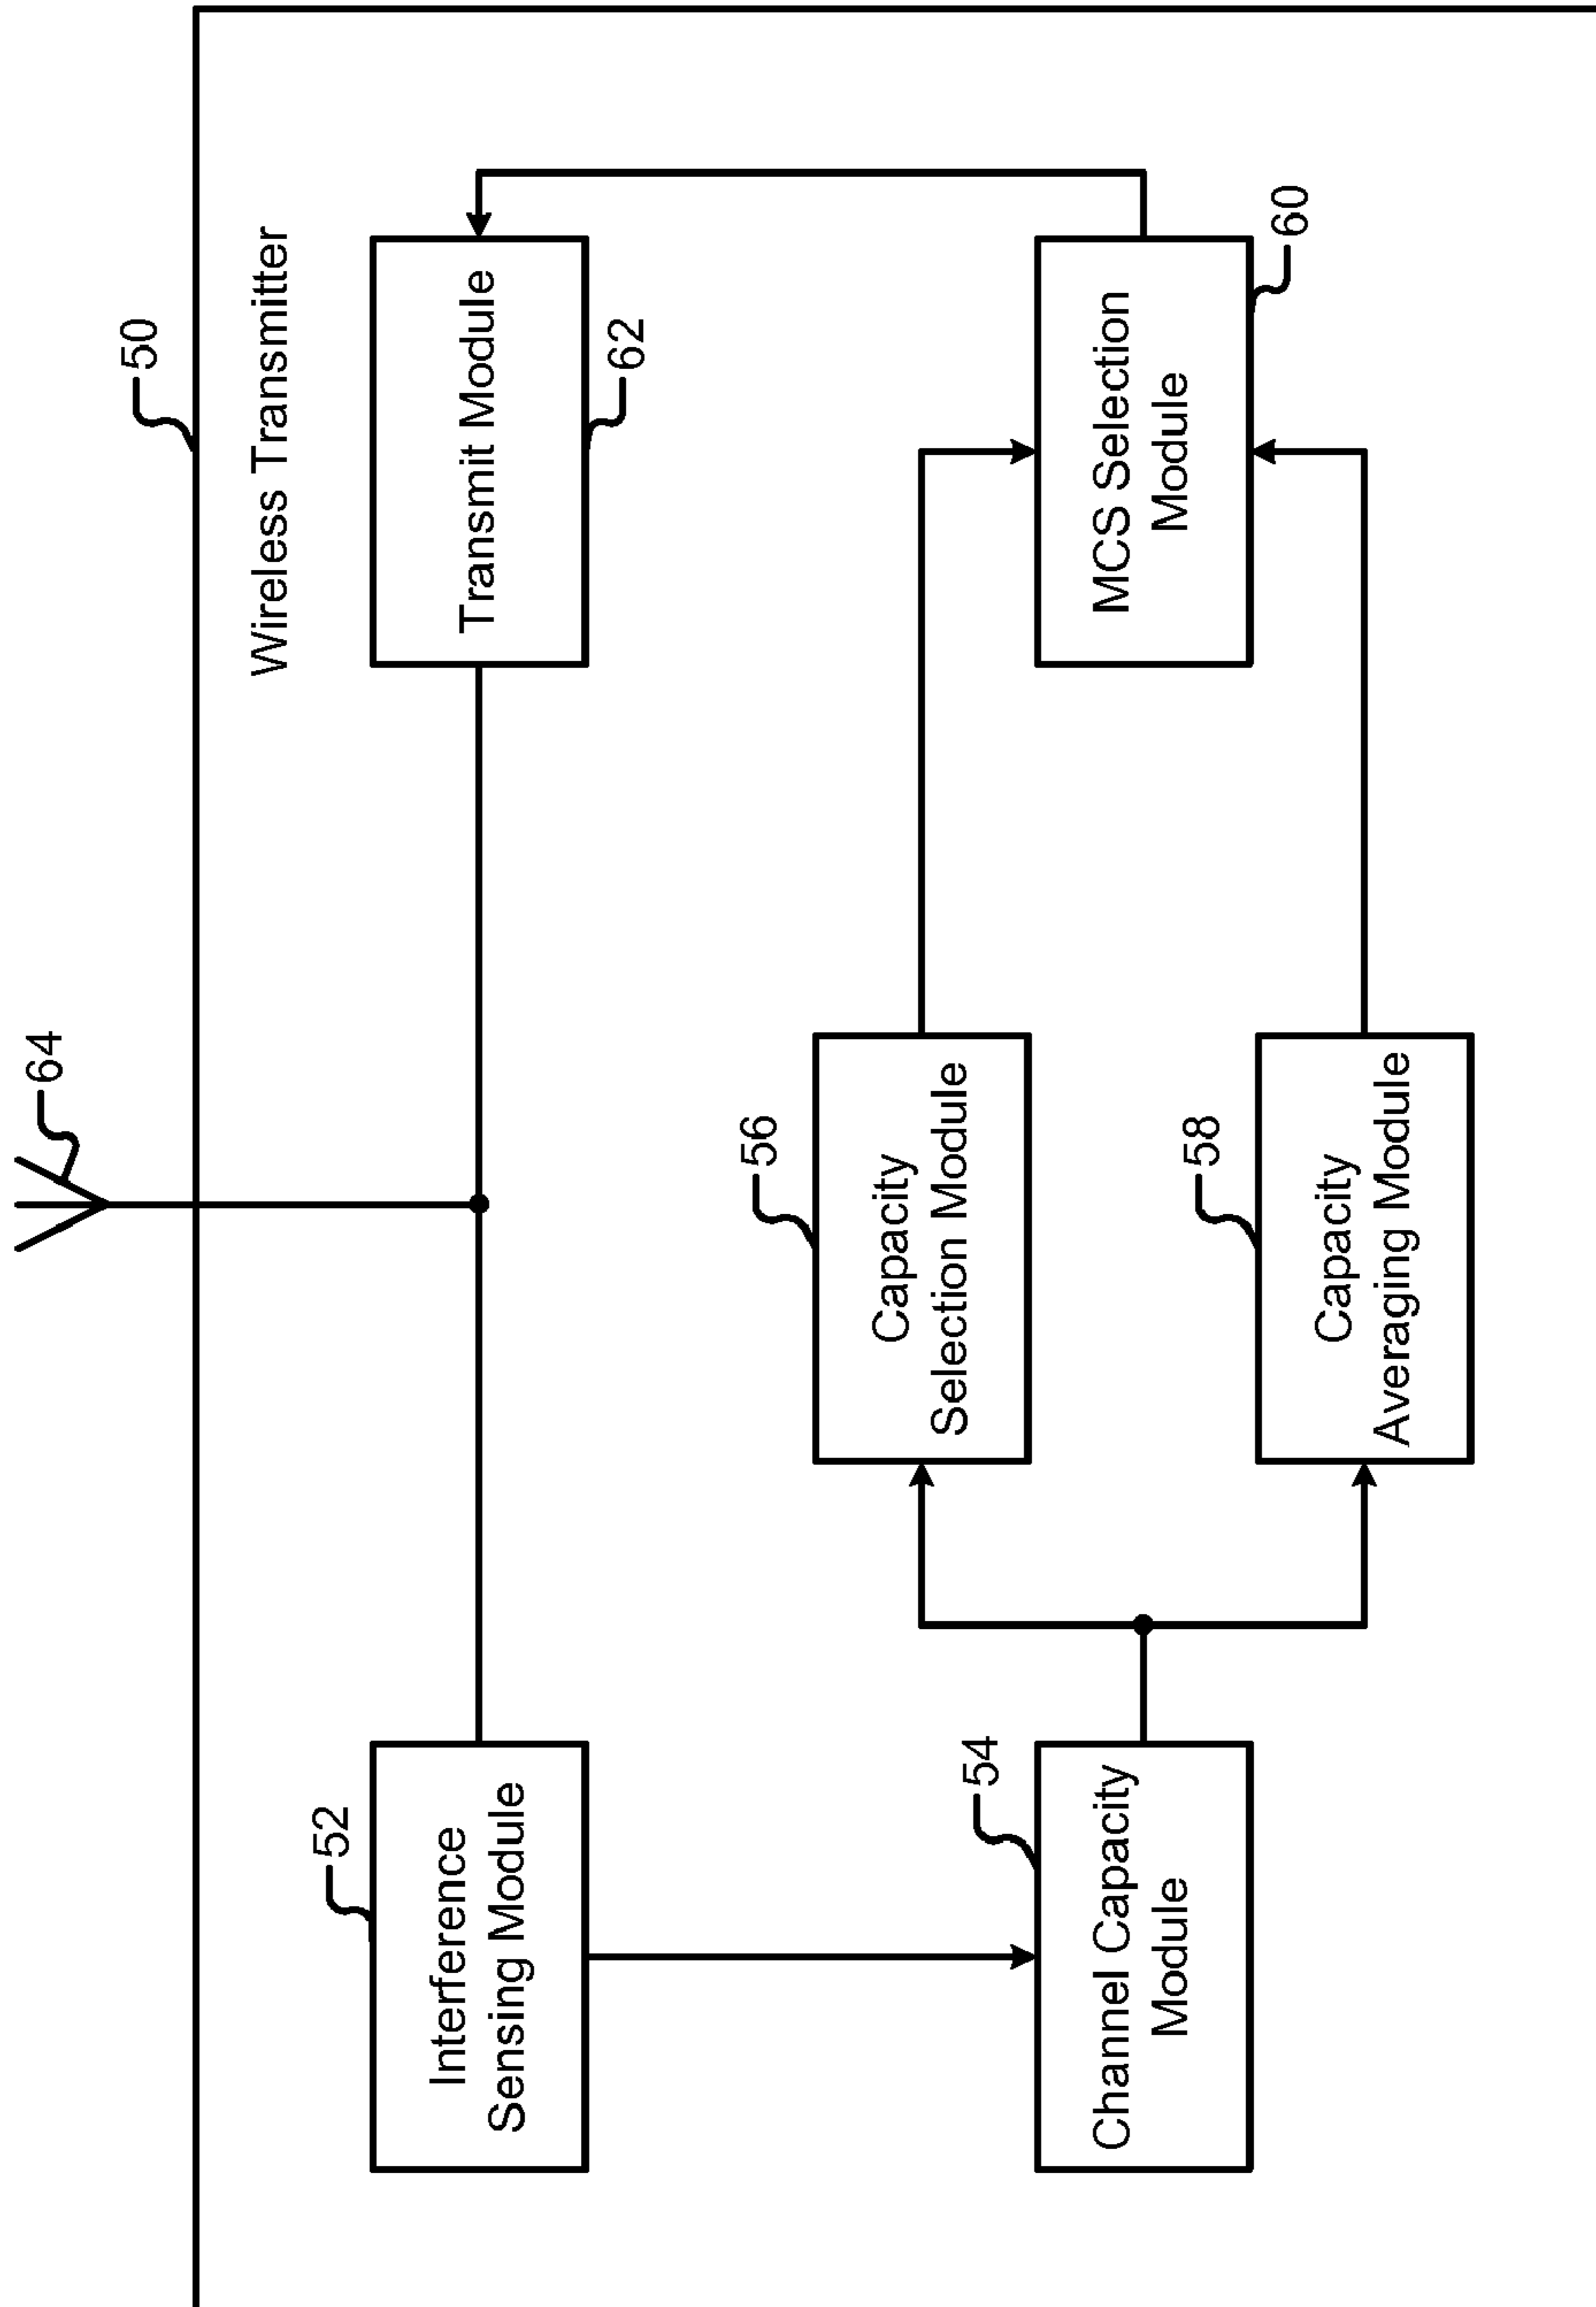 64
50
Wireless Transmitter
52
Interference
Sensing Module
Transmit Module
62
56
Capacity
Selection Module
54
Channel Capacity
Module
MCS Selection
Module
60
58
Capacity
Averaging Module